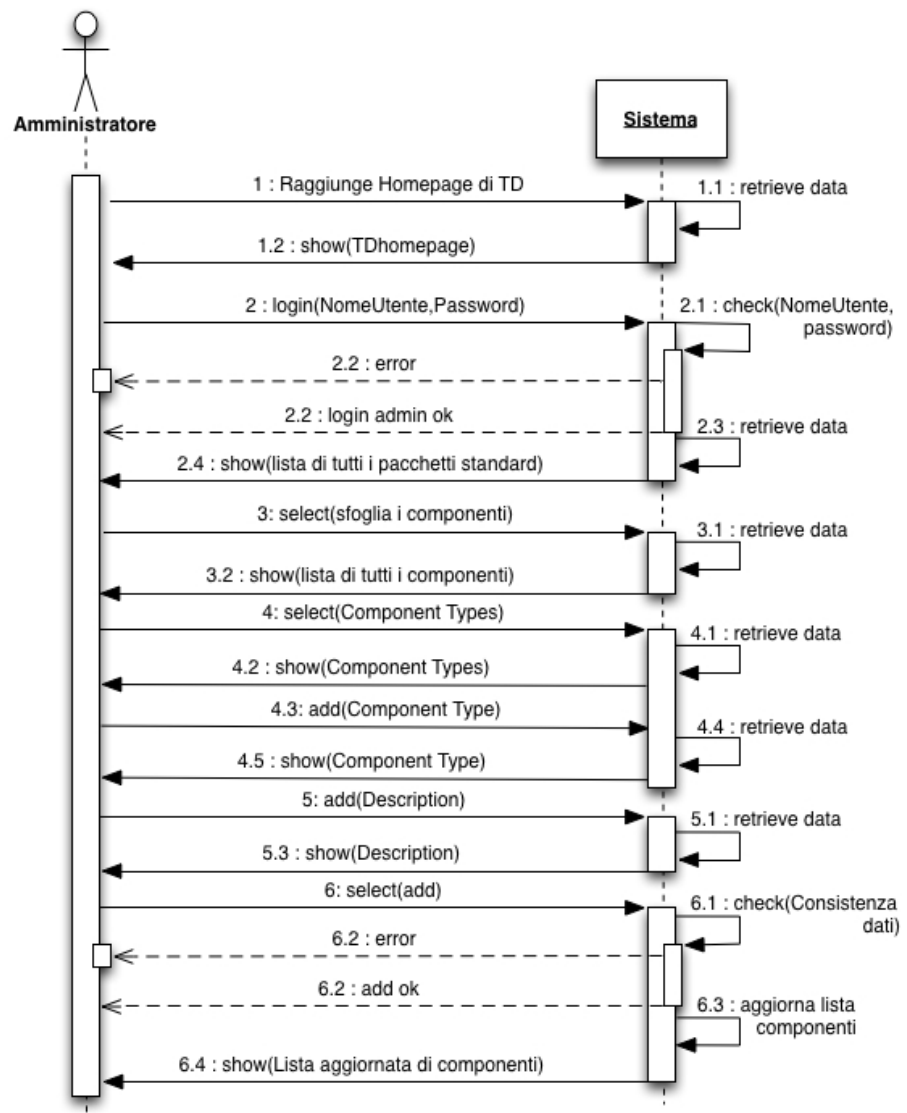 Amministratore
Sistema
1 : Raggiunge Homepage di TD
1.1 : retrieve data
1.2 : show(TDhomepage)
2 : login(NomeUtente,Password)
2.1 : check(NomeUtente,
password)
2.2 : error
2.2 : login admin ok
2.3 : retrieve data
2.4 : show(lista di tutti i pacchetti standard)
3: select(sfoglia i componenti)
3.1 : retrieve data
3.2 : show(lista di tutti i componenti)
4: select(Component Types)
4.1 : retrieve data
4.2 : show(Component Types)
4.3: add(Component Type)
4.4 : retrieve data
4.5 : show(Component Type)
5: add(Description)
5.1 : retrieve data
5.3 : show(Description)
6: select(add)
6.1 : check(Consistenza
dati)
6.2 : error
6.2 : add ok
6.3 : aggiorna lista
componenti
6.4 : show(Lista aggiornata di componenti)